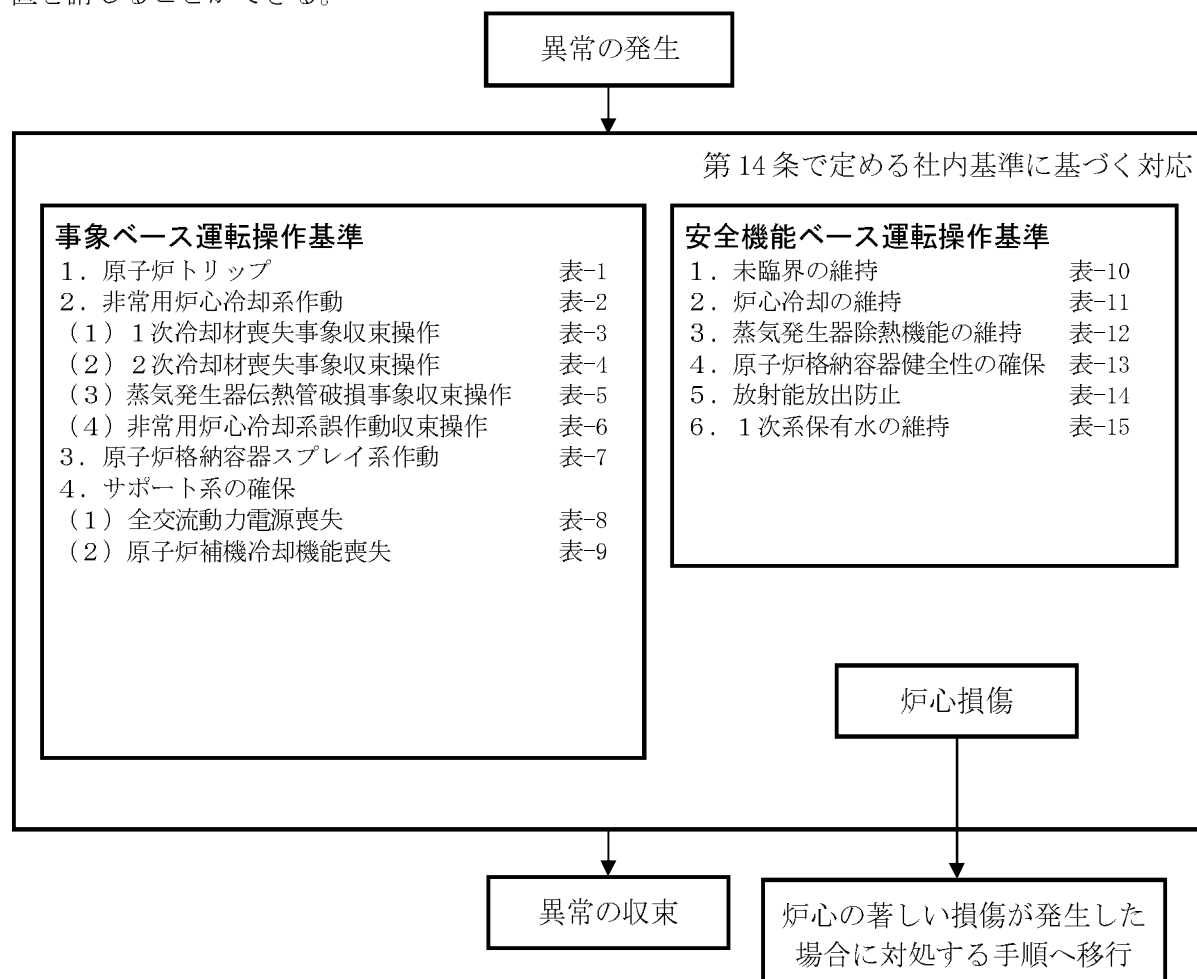 置を講じることができる。
異常の発生
第14条で定める社内基準に基づく対応
事象ベース運転操作基準
1．原子炉トリップ 表-1
2．非常用炉心冷却系作動 表-2
（1）1次冷却材喪失事象収束操作 表-3
（2）2次冷却材喪失事象収束操作 表-4
（3）蒸気発生器伝熱管破損事象収束操作 表-5
（4）非常用炉心冷却系誤作動収束操作 表-6
3．原子炉格納容器スプレイ系作動 表-7
4．サポート系の確保
（1）全交流動力電源喪失 表-8
（2）原子炉補機冷却機能喪失 表-9
安全機能ベース運転操作基準
1．未臨界の維持 表-10
2．炉心冷却の維持 表-11
3．蒸気発生器除熱機能の維持 表-12
4．原子炉格納容器健全性の確保 表-13
5．放射能放出防止 表-14
6．1次系保有水の維持 表-15
炉心損傷
異常の収束
炉心の著しい損傷が発生した
場合に対処する手順へ移行